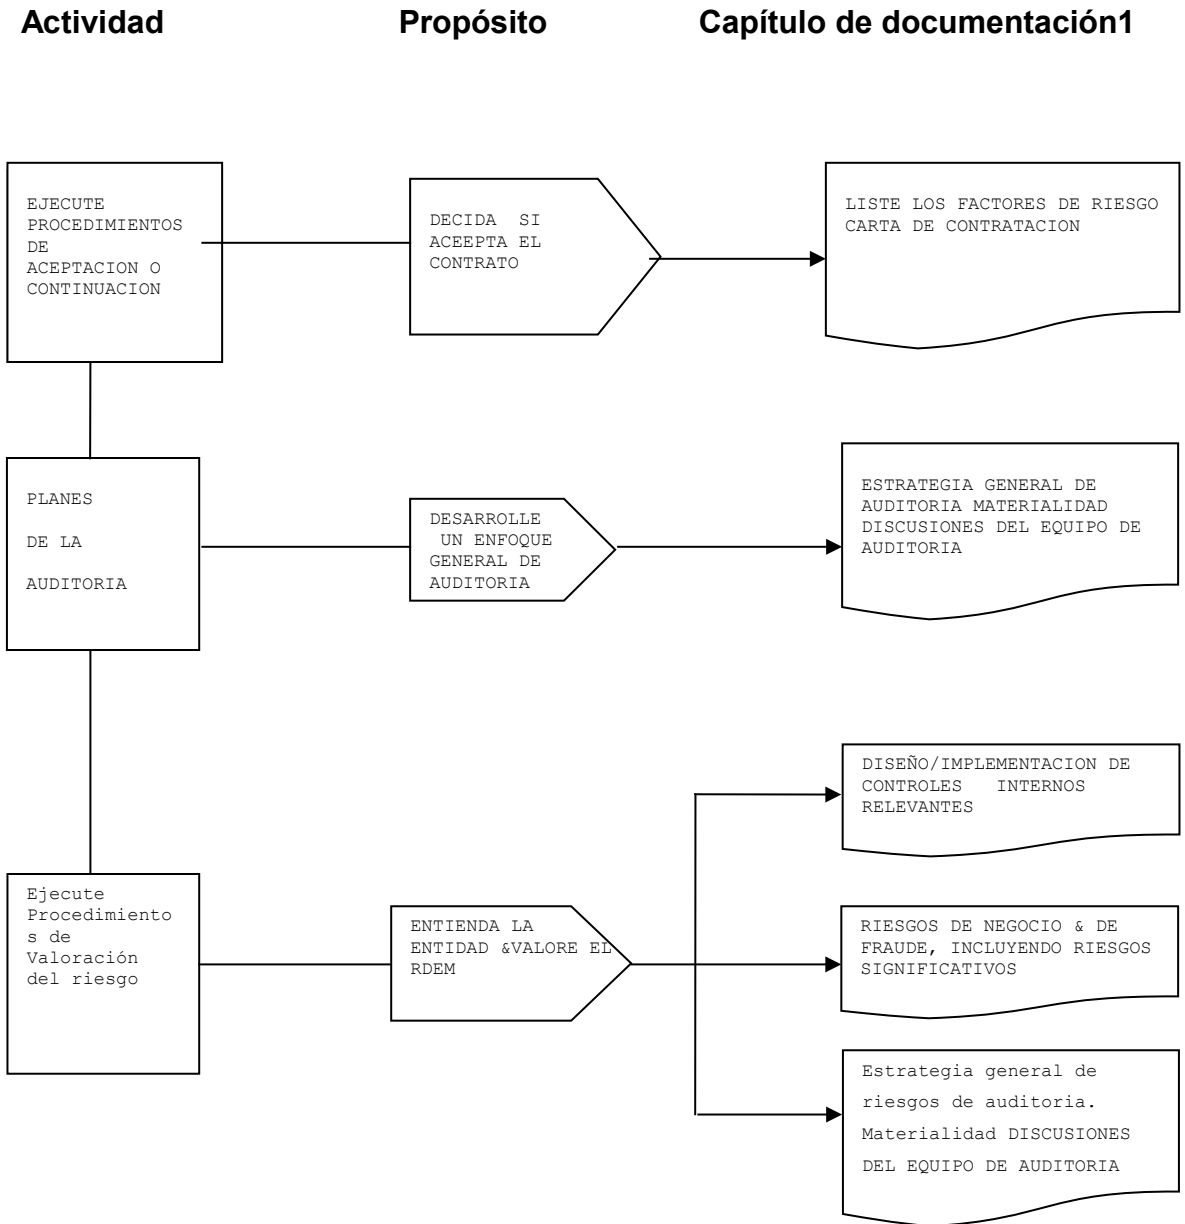 Actividad Propósito Capítulo de documentación1
EJECUTE
PROCEDIMIENTOS
DE
ACEPTACION O
CONTINUACION
DECIDA SI
ACEEPTA EL
CONTRATO
LISTE LOS FACTORES DE RIESGO
CARTA DE CONTRATACION
PLANES
DE LA
AUDITORIA
DESARROLLE
UN ENFOQUE
GENERAL DE
AUDITORIA
ESTRATEGIA GENERAL DE
AUDITORIA MATERIALIDAD
DISCUSIONES DEL EQUIPO DE
AUDITORIA
Ejecute
Procedimiento
s de
Valoración
del riesgo
ENTIENDA LA
ENTIDAD &VALORE EL
RDEM
DISEÑO/IMPLEMENTACION DE
CONTROLES INTERNOS
RELEVANTES
RIESGOS DE NEGOCIO & DE
FRAUDE, INCLUYENDO RIESGOS
SIGNIFICATIVOS
Estrategia general de
riesgos de auditoria.
Materialidad DISCUSIONES
DEL EQUIPO DE AUDITORIA